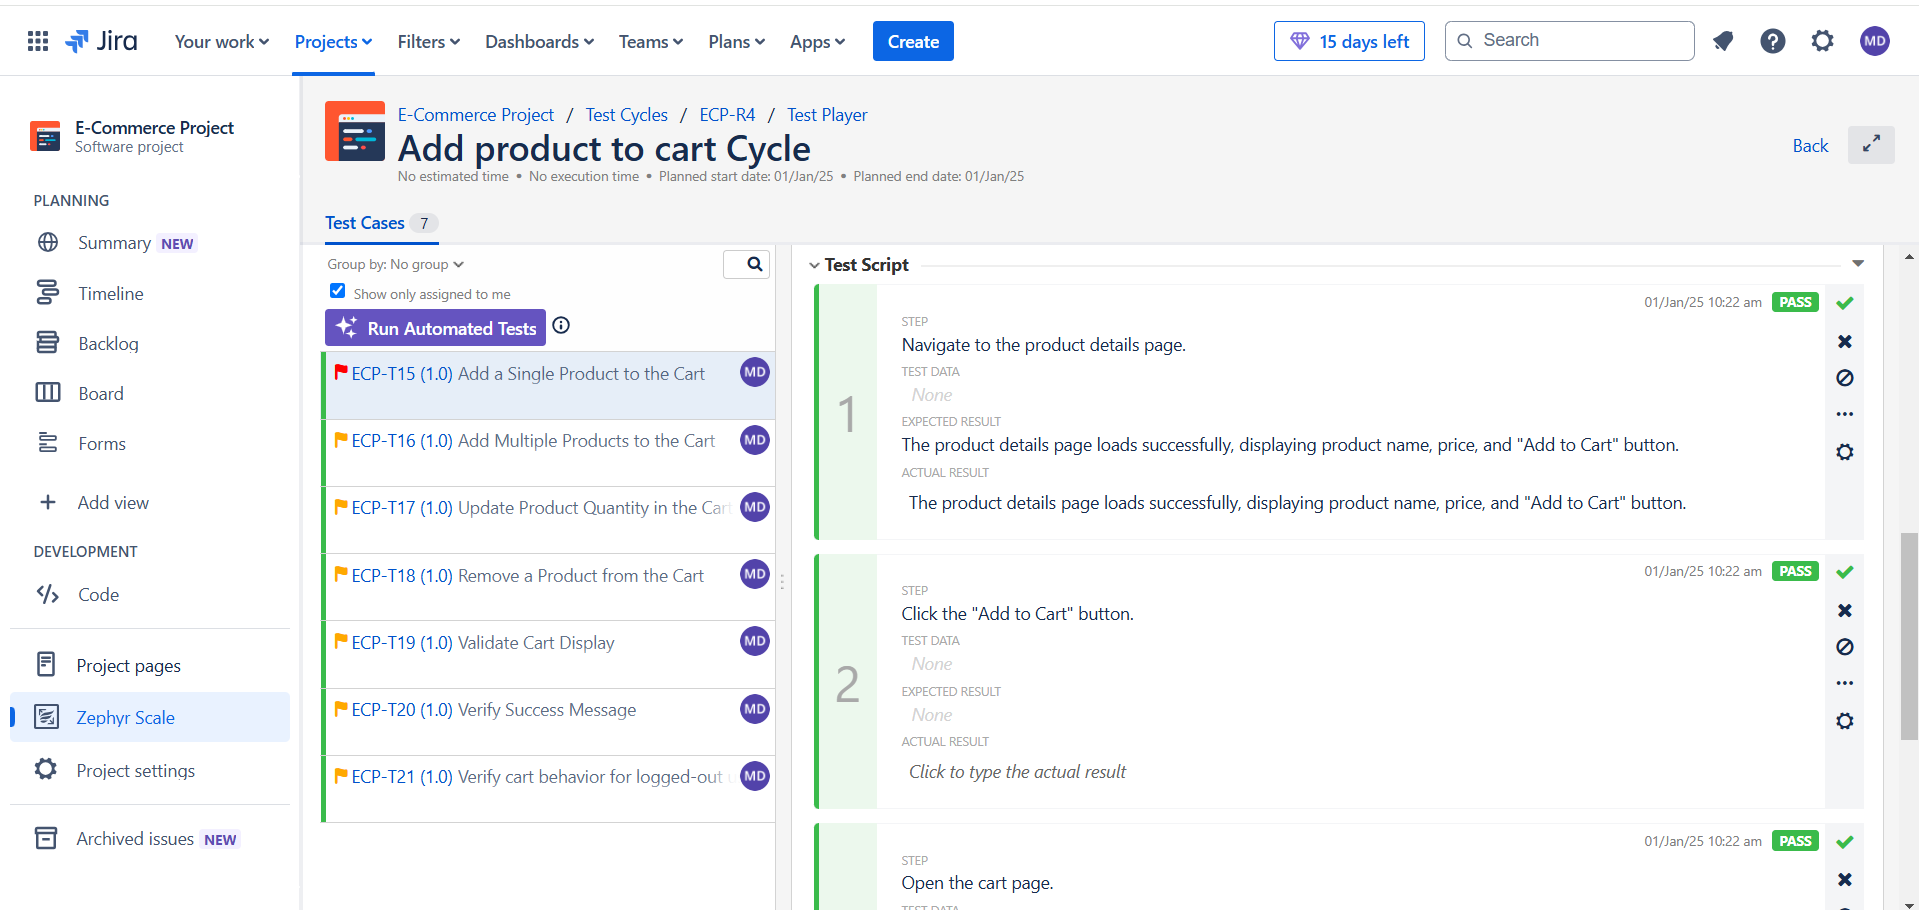 Jira
Your work
Projects
Filters
Dashboards
Teams
Plans
Apps
Create
15 days left
Search
MD
E-Commerce Project
Software project
PLANNING
Summary NEW
Timeline
Backlog
Board
Forms
Add view
DEVELOPMENT
Code
Project pages
Zephyr Scale
Project settings
Archived issues NEW
E-Commerce Project / Test Cycles / ECP-R4 / Test Player
Add product to cart Cycle
No estimated time • No execution time • Planned start date: 01/Jan/25 • Planned end date: 01/Jan/25
Back
Test Cases 7
Group by: No group
Show only assigned to me
Run Automated Tests
ECP-T15 (1.0) Add a Single Product to the Cart MD
ECP-T16 (1.0) Add Multiple Products to the Cart MD
ECP-T17 (1.0) Update Product Quantity in the Cart MD
ECP-T18 (1.0) Remove a Product from the Cart MD
ECP-T19 (1.0) Validate Cart Display MD
ECP-T20 (1.0) Verify Success Message MD
ECP-T21 (1.0) Verify cart behavior for logged-out MD
Test Script
01/Jan/25 10:22 am PASS
1
STEP
Navigate to the product details page.
TEST DATA
None
EXPECTED RESULT
The product details page loads successfully, displaying product name, price, and "Add to Cart" button.
ACTUAL RESULT
The product details page loads successfully, displaying product name, price, and "Add to Cart" button.
01/Jan/25 10:22 am PASS
2
STEP
Click the "Add to Cart" button.
TEST DATA
None
EXPECTED RESULT
None
ACTUAL RESULT
Click to type the actual result
01/Jan/25 10:22 am PASS
STEP
Open the cart page.
TEST DATA